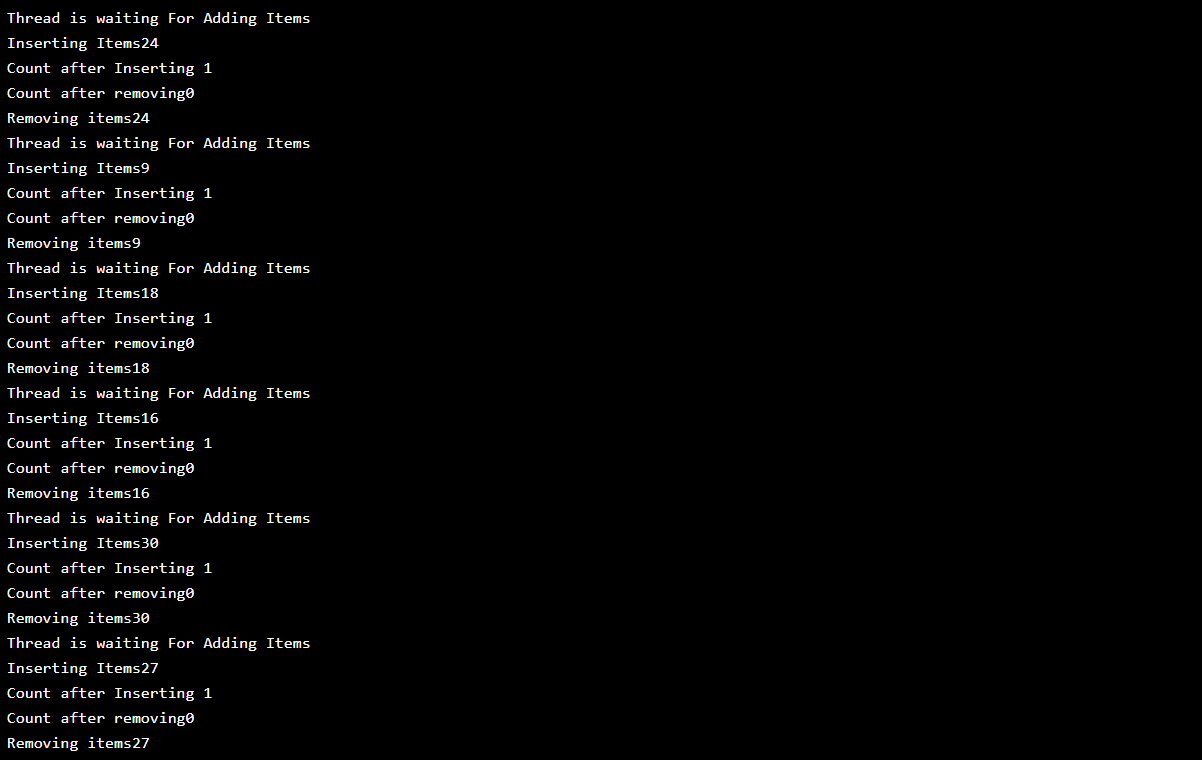 Thread is waiting For Adding Items
Inserting Items24
Count after Inserting 1
Count after removing0
Removing items24
Thread is waiting For Adding Items
Inserting Items9
Count after Inserting 1
Count after removing0
Removing items9
Thread is waiting For Adding Items
Inserting Items18
Count after Inserting 1
Count after removing0
Removing items18
Thread is waiting For Adding Items
Inserting Items16
Count after Inserting 1
Count after removing0
Removing items16
Thread is waiting For Adding Items
Inserting Items30
Count after Inserting 1
Count after removing0
Removing items30
Thread is waiting For Adding Items
Inserting Items27
Count after Inserting 1
Count after removing0
Removing items27